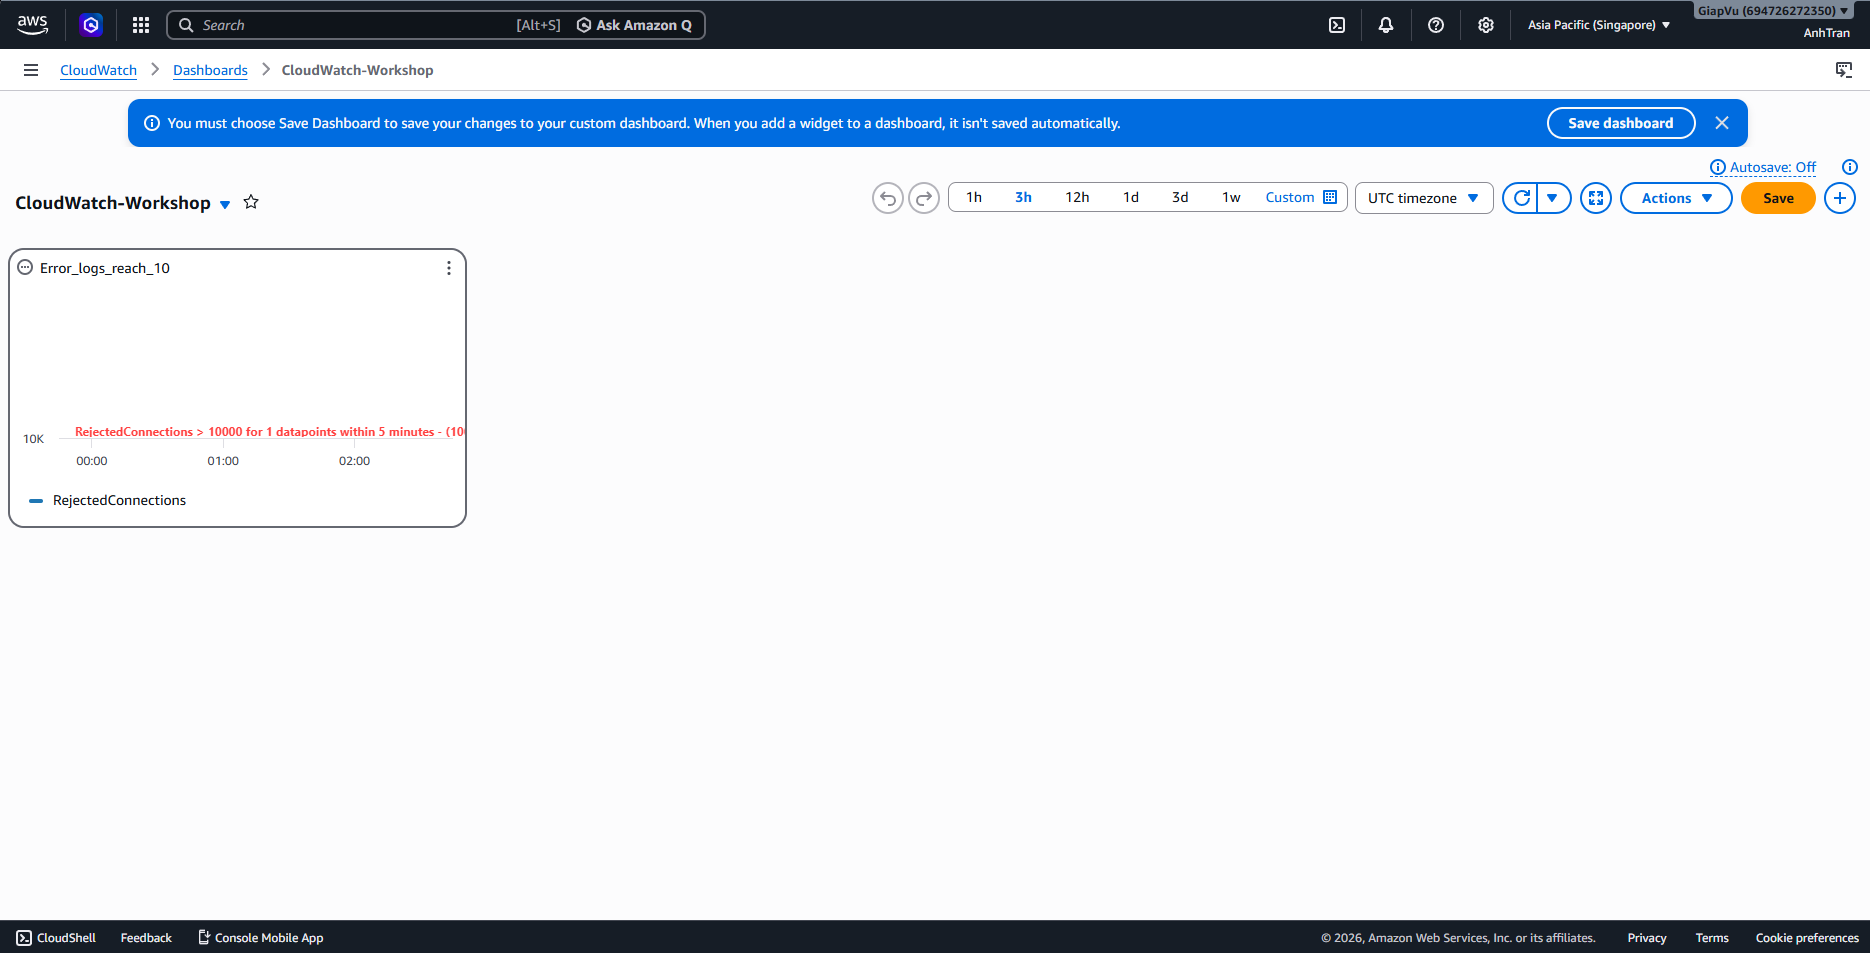 aws
Search [Alt+S] Ask Amazon Q
Asia Pacific (Singapore)
GiapVu (694726272350)
AnhTran
CloudWatch
Dashboards
CloudWatch-Workshop
You must choose Save Dashboard to save your changes to your custom dashboard. When you add a widget to a dashboard, it isn't saved automatically.
Save dashboard
Autosave: Off
CloudWatch-Workshop
1h 3h 12h 1d 3d 1w Custom
UTC timezone
Actions
Save
Error_logs_reach_10
RejectedConnections > 10000 for 1 datapoints within 5 minutes - (10
10K
00:00 01:00 02:00
RejectedConnections
CloudShell Feedback Console Mobile App
© 2026, Amazon Web Services, Inc. or its affiliates. Privacy Terms Cookie preferences